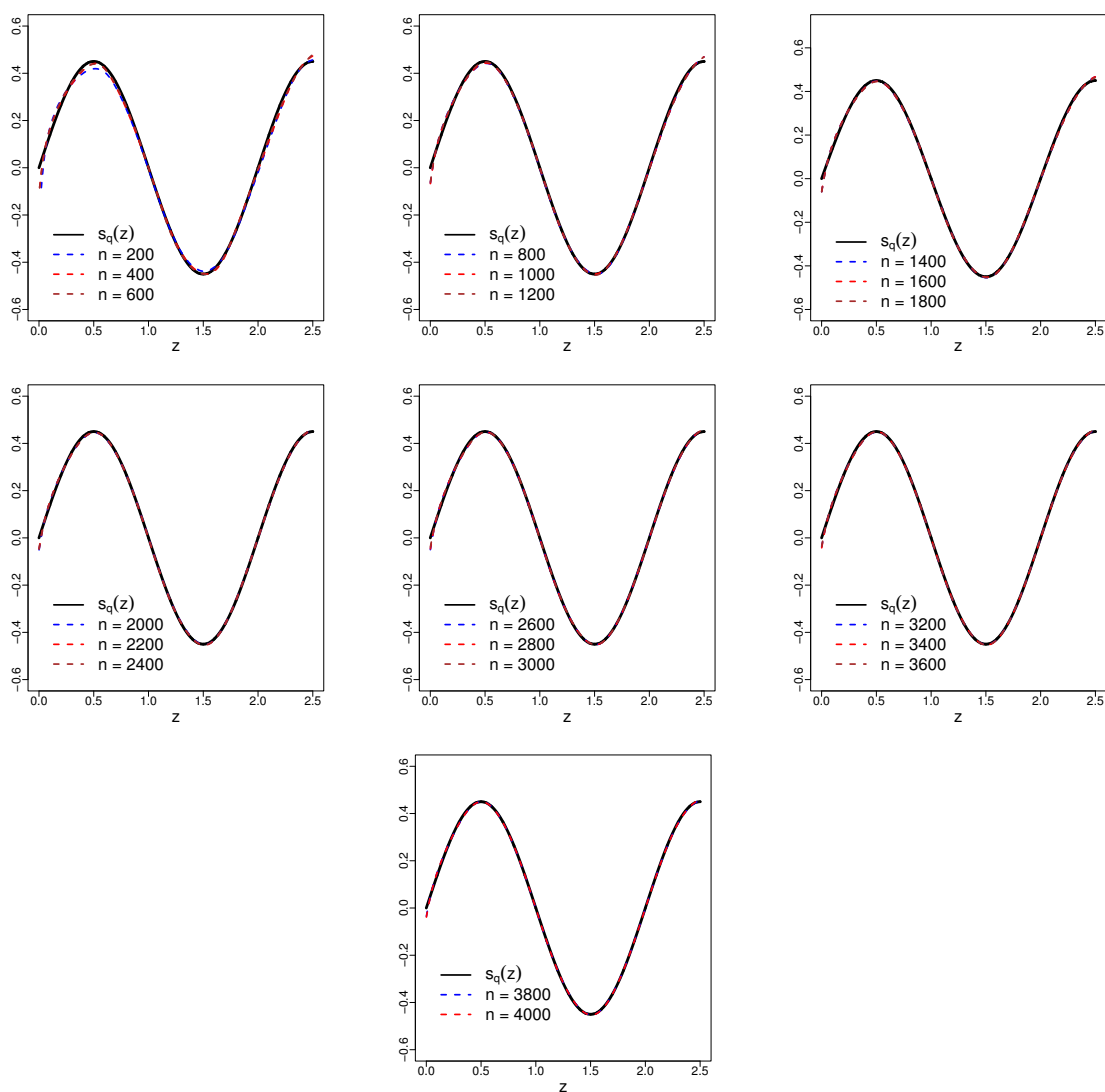 0.6
0.4
0.2
0.0
−0.2
−0.4
−0.6
s_q(z)
n = 200
n = 400
n = 600
0.0 0.5 1.0 1.5 2.0 2.5
z
0.6
0.4
0.2
0.0
−0.2
−0.4
−0.6
s_q(z)
n = 800
n = 1000
n = 1200
0.0 0.5 1.0 1.5 2.0 2.5
z
0.6
0.4
0.2
0.0
−0.2
−0.4
−0.6
s_q(z)
n = 1400
n = 1600
n = 1800
0.0 0.5 1.0 1.5 2.0 2.5
z
0.6
0.4
0.2
0.0
−0.2
−0.4
−0.6
s_q(z)
n = 2000
n = 2200
n = 2400
0.0 0.5 1.0 1.5 2.0 2.5
z
0.6
0.4
0.2
0.0
−0.2
−0.4
−0.6
s_q(z)
n = 2600
n = 2800
n = 3000
0.0 0.5 1.0 1.5 2.0 2.5
z
0.6
0.4
0.2
0.0
−0.2
−0.4
−0.6
s_q(z)
n = 3200
n = 3400
n = 3600
0.0 0.5 1.0 1.5 2.0 2.5
z
0.6
0.4
0.2
0.0
−0.2
−0.4
−0.6
s_q(z)
n = 3800
n = 4000
0.0 0.5 1.0 1.5 2.0 2.5
z